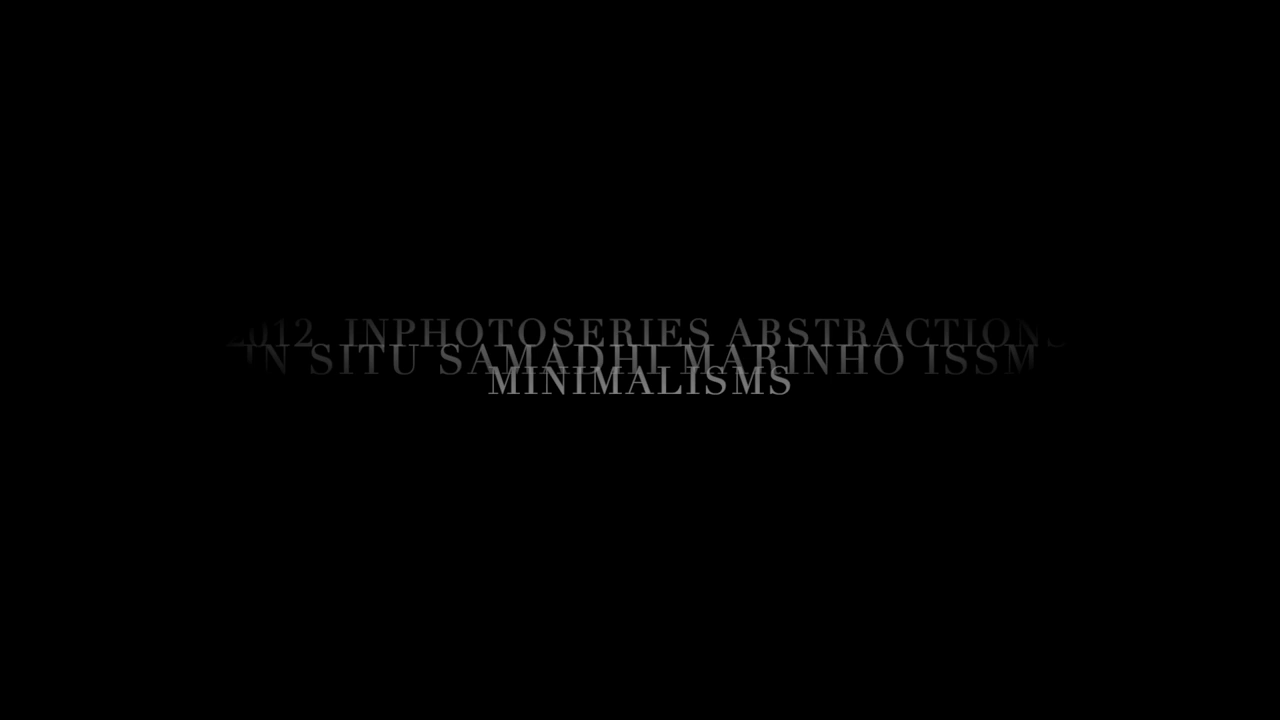 2012 INPHOTOSERIES ABSTRACTIONS
IN SITU SAMADHI MARINHO ISSM
MINIMALISMS